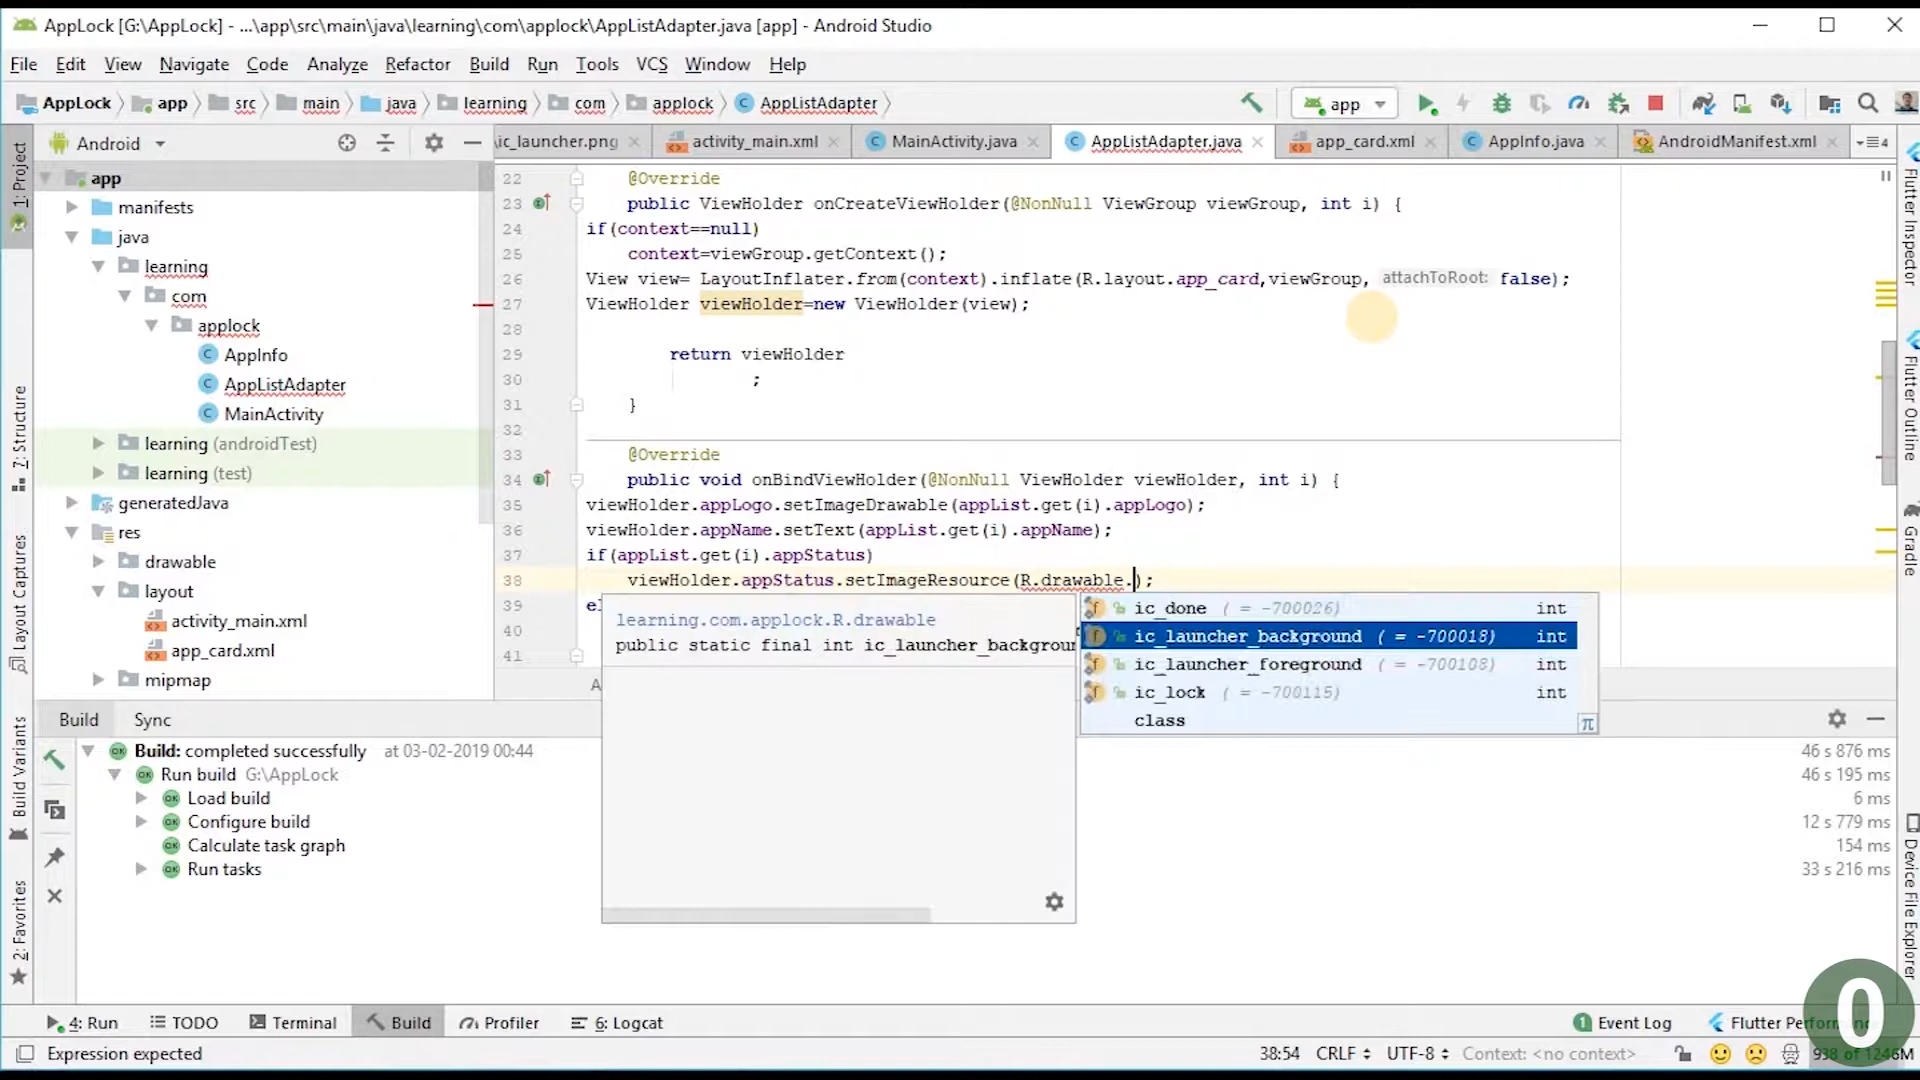 AppLock [G:\AppLock] - ...\app\src\main\java\learning\com\applock\AppListAdapter.java [app] - Android Studio
File Edit View Navigate Code Analyze Refactor Build Run Tools VCS Window Help
AppLock app src main java learning com applock AppListAdapter app
Android \ic_launcher.png activity_main.xml MainActivity.java AppListAdapter.java app_card.xml AppInfo.java AndroidManifest.xml 4
1: Project
7: Structure
Layout Captures
Build Variants
2: Favorites
app
manifests
java
learning
com
applock
AppInfo
AppListAdapter
MainActivity
learning (androidTest)
learning (test)
generatedJava
res
drawable
layout
activity_main.xml
app_card.xml
mipmap
22 @Override
23 public ViewHolder onCreateViewHolder(@NonNull ViewGroup viewGroup, int i) {
24 if(context==null)
25 context=viewGroup.getContext();
26 View view= LayoutInflater.from(context).inflate(R.layout.app_card,viewGroup, attachToRoot: false);
27 ViewHolder viewHolder=new ViewHolder(view);
28
29 return viewHolder
30 ;
31 }
32
33 @Override
34 public void onBindViewHolder(@NonNull ViewHolder viewHolder, int i) {
35 viewHolder.appLogo.setImageDrawable(appList.get(i).appLogo);
36 viewHolder.appName.setText(appList.get(i).appName);
37 if(appList.get(i).appStatus)
38 viewHolder.appStatus.setImageResource(R.drawable.);
39 el
40
41
learning.com.applock.R.drawable
public static final int ic_launcher_backgroun
ic_done ( = -700026) int
ic_launcher_background ( = -700018) int
ic_launcher_foreground ( = -700108) int
ic_lock ( = -700115) int
class
π
Flutter Inspector
Flutter Outline
Gradle
Device File Explorer
Build Sync
Build: completed successfully at 03-02-2019 00:44 46 s 876 ms
Run build G:\AppLock 46 s 195 ms
Load build 6 ms
Configure build 12 s 779 ms
Calculate task graph 154 ms
Run tasks 33 s 216 ms
4: Run TODO Terminal Build Profiler 6: Logcat 1 Event Log Flutter Perform
Expression expected 38:54 CRLF UTF-8 Context: <no context> 938 of 1246M
0